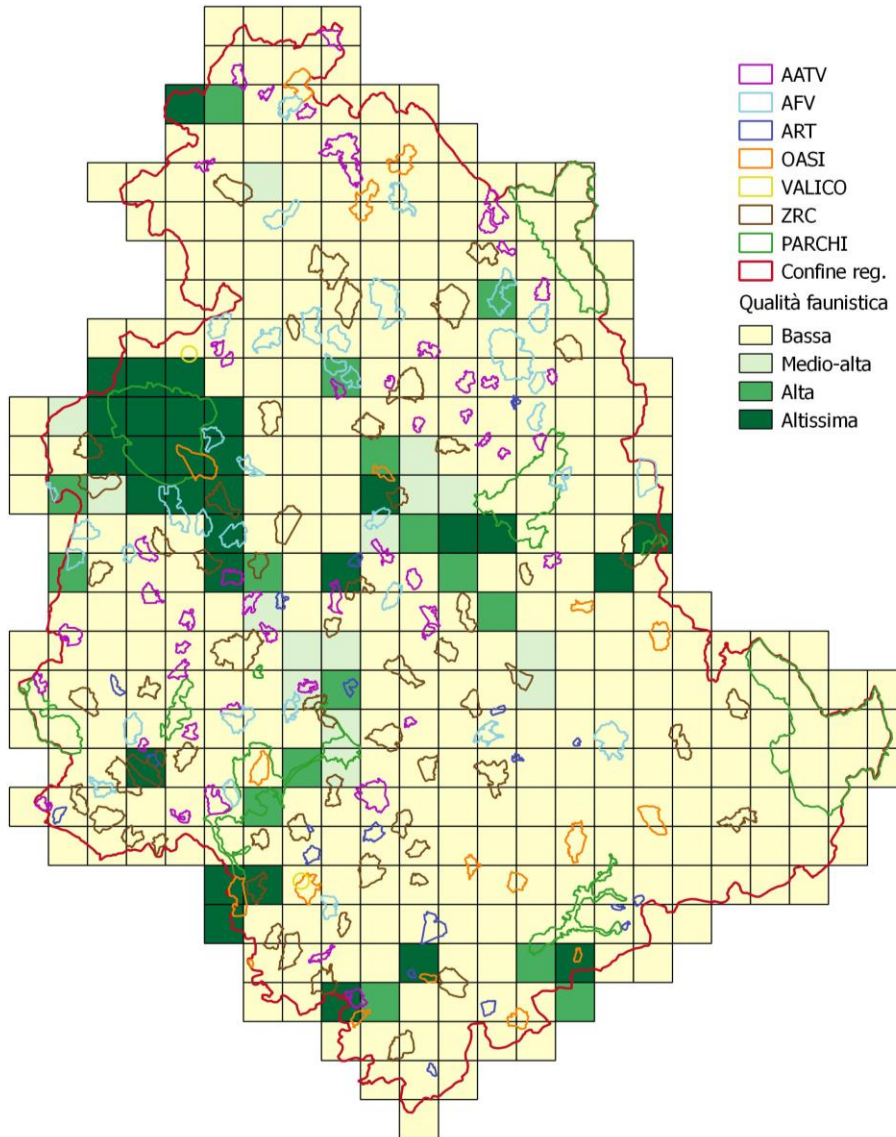 AATV
AFV
ART
OASI
VALICO
ZRC
PARCHI
Confine reg.
Qualità faunistica
Bassa
Medio-alta
Alta
Altissima